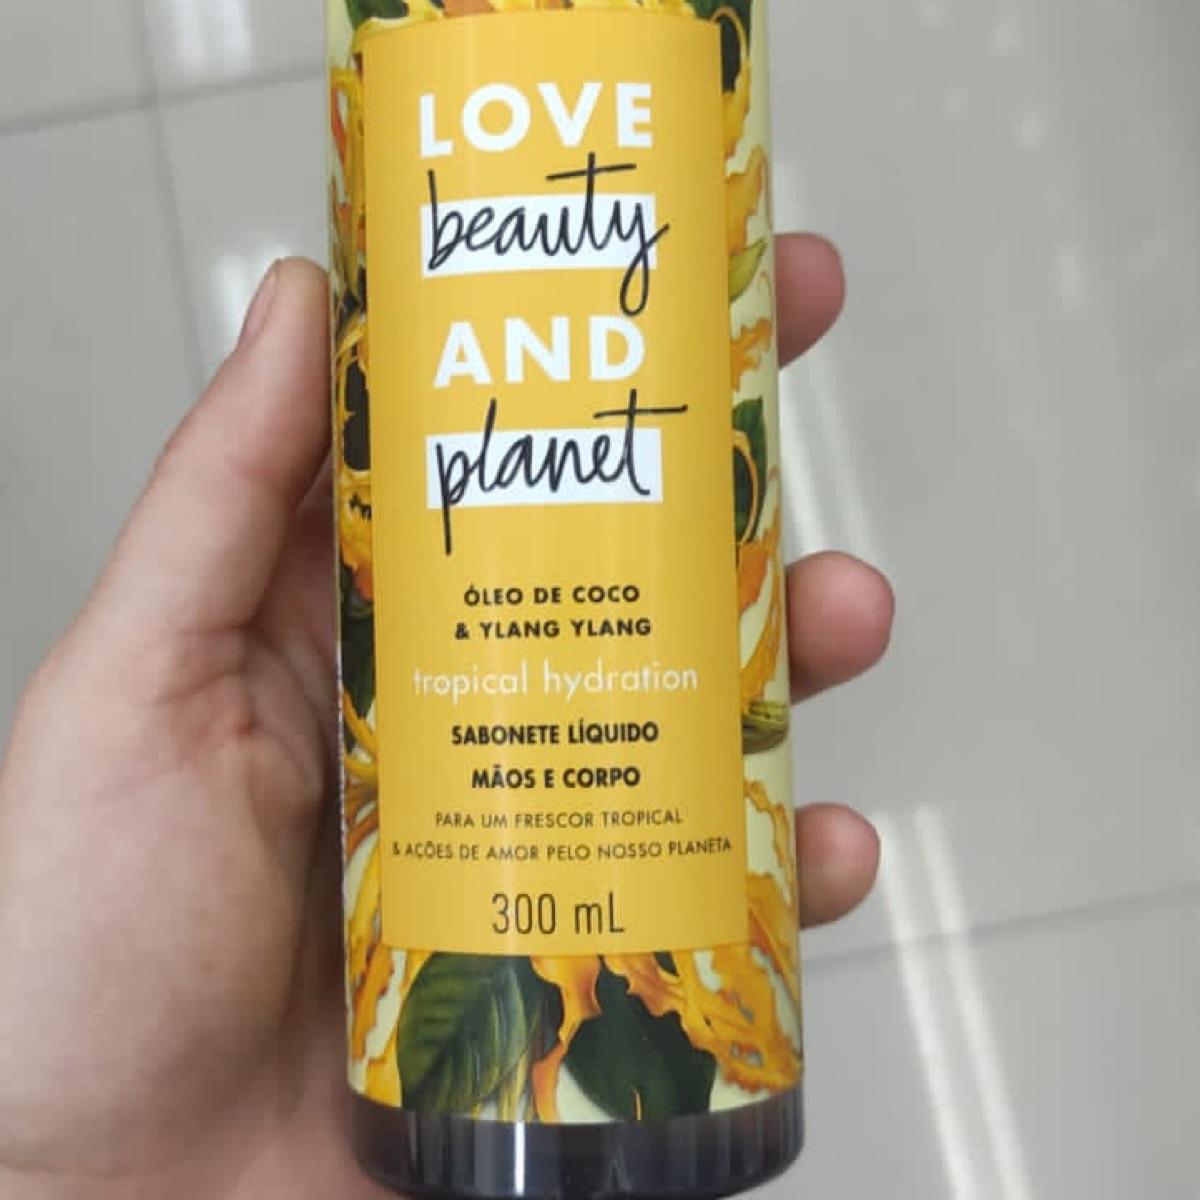 LOVE
beauty
AND
planet
ÓLEO DE COCO
& YLANG YLANG
tropical hydration
SABONETE LÍQUIDO
MÃOS E CORPO
PARA UM FRESCOR TROPICAL
& AÇÕES DE AMOR PELO NOSSO PLANETA
300 mL